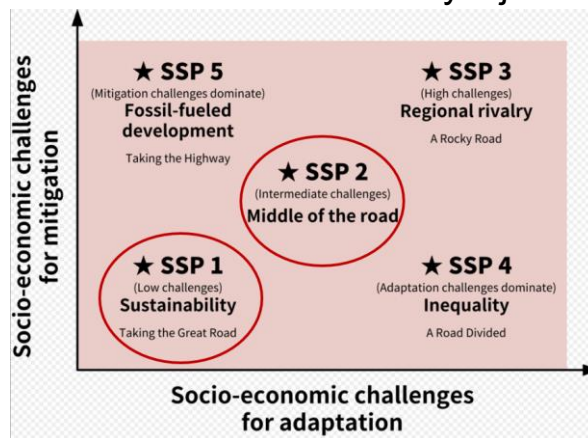 Socio-economic challenges
for mitigation
★ SSP 5
(Mitigation challenges dominate)
Fossil-fueled
development
Taking the Highway
★ SSP 3
(High challenges)
Regional rivalry
A Rocky Road
★ SSP 2
(Intermediate challenges)
Middle of the road
★ SSP 1
(Low challenges)
Sustainability
Taking the Great Road
★ SSP 4
(Adaptation challenges dominate)
Inequality
A Road Divided
Socio-economic challenges
for adaptation